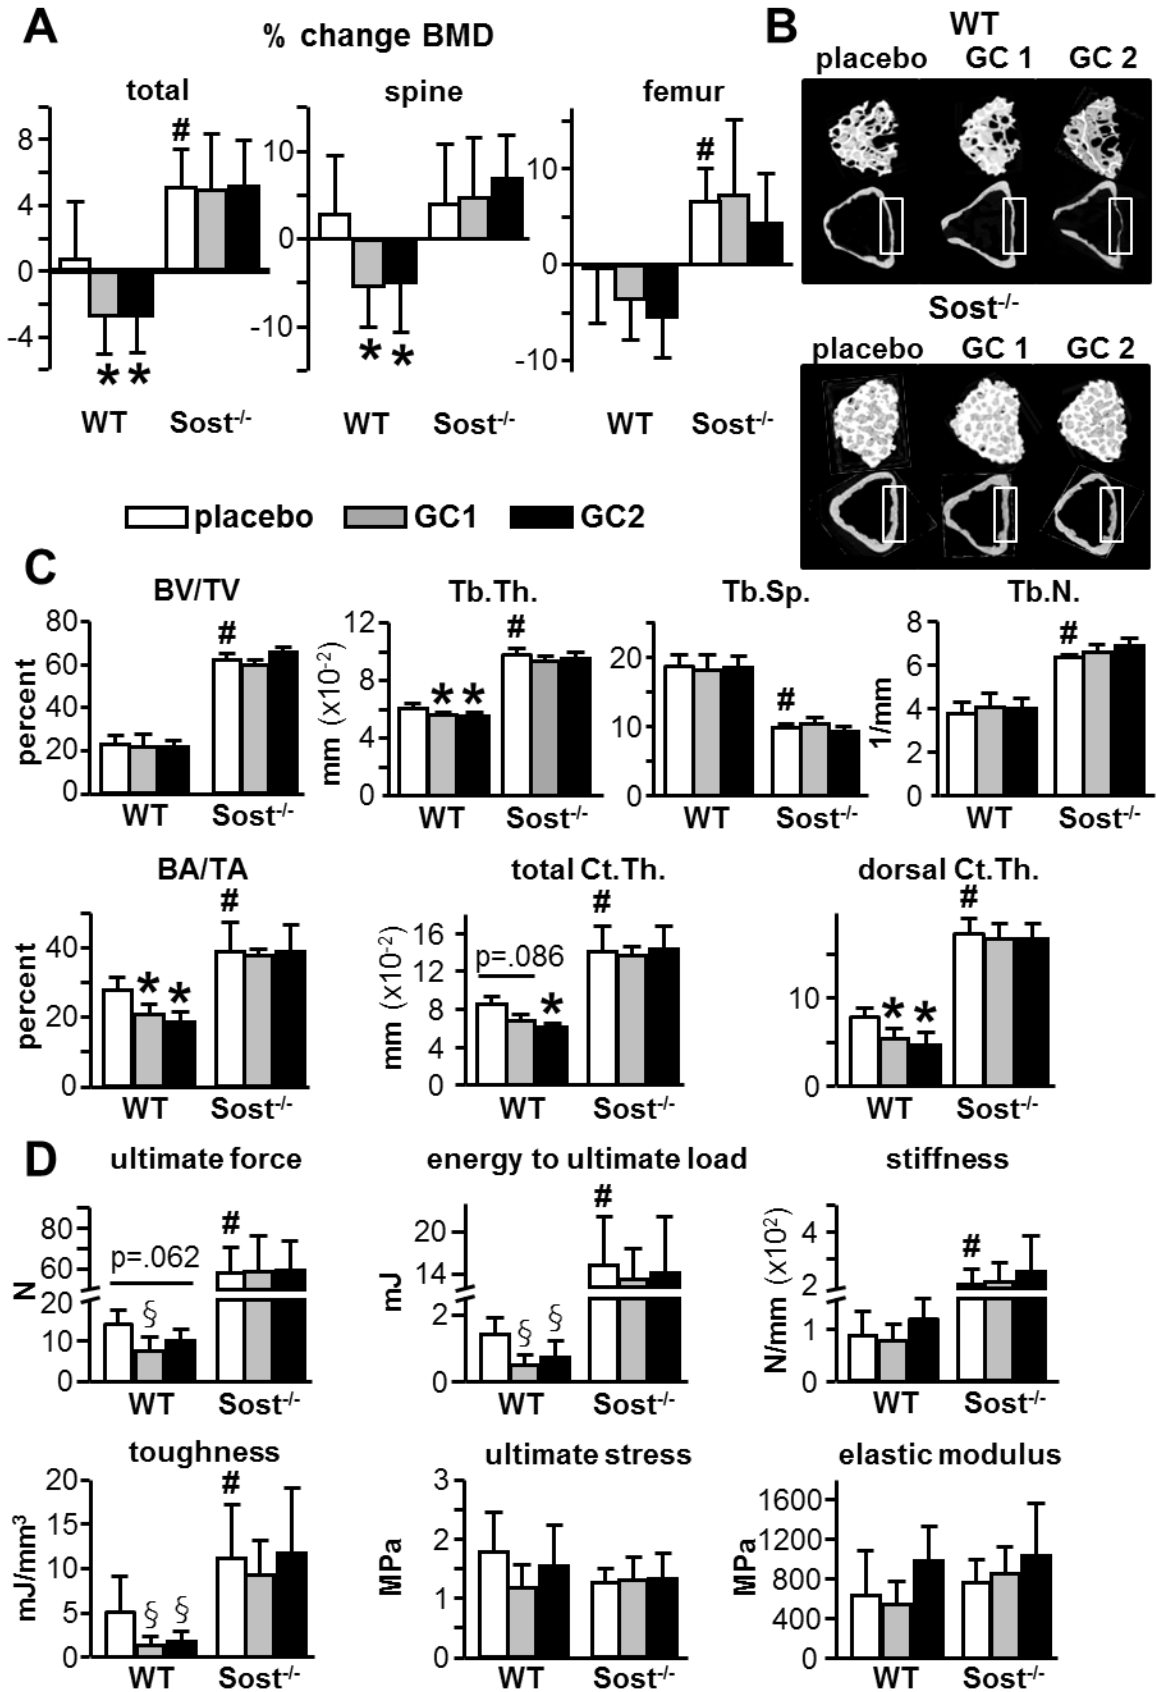 A
% change BMD
total
spine
femur
8
4
0
-4
#
* *
WT Sost-/-
10
0
-10
* *
WT Sost-/-
10
0
-10
#
WT Sost-/-
placebo GC1 GC2
B
WT
placebo GC 1 GC 2
Sost-/-
placebo GC 1 GC 2
C
BV/TV
percent
80
60
40
20
0
#
WT Sost-/-
Tb.Th.
mm (x10-2)
12
8
4
0
* *
#
WT Sost-/-
Tb.Sp.
20
10
0
#
WT Sost-/-
Tb.N.
1/mm
8
6
4
2
0
#
WT Sost-/-
BA/TA
percent
40
20
0
* *
#
WT Sost-/-
total Ct.Th.
mm (x10-2)
16
12
8
4
0
p=.086
*
#
WT Sost-/-
dorsal Ct.Th.
10
0
* *
#
WT Sost-/-
D
ultimate force
N
80
60
20
10
0
p=.062
§
#
WT Sost-/-
energy to ultimate load
mJ
20
14
2
0
§ §
#
WT Sost-/-
stiffness
N/mm (x102)
4
2
1
0
#
WT Sost-/-
toughness
mJ/mm3
20
15
10
5
0
§ §
#
WT Sost-/-
ultimate stress
MPa
3
2
1
0
WT Sost-/-
elastic modulus
MPa
1600
1200
800
400
0
WT Sost-/-